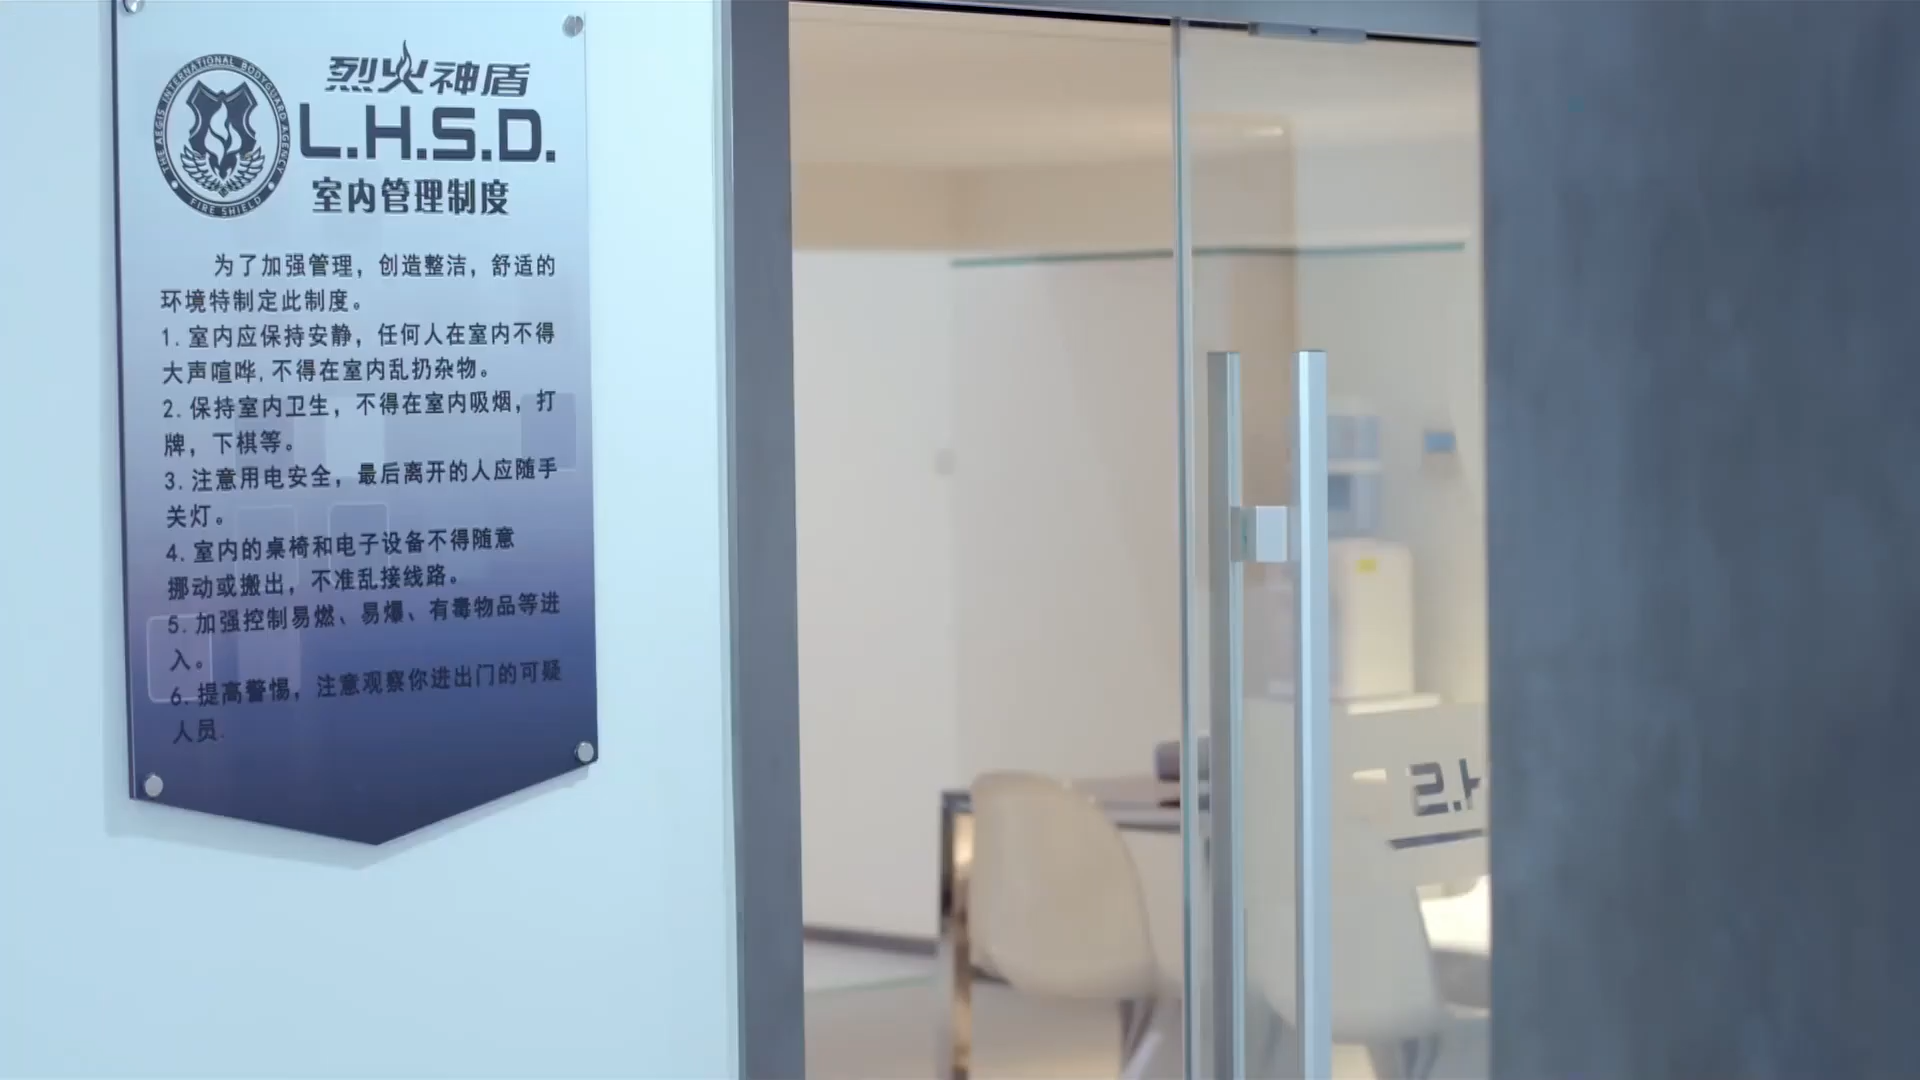 THE AEGIS INTERNATIONAL BODYGUARD AGENCY
FIRE SHIELD
烈火神盾
L.H.S.D.
室内管理制度
为了加强管理，创造整洁，舒适的
环境特制定此制度。
1.室内应保持安静，任何人在室内不得
大声喧哗,不得在室内乱扔杂物。
2.保持室内卫生，不得在室内吸烟，打
牌，下棋等。
3.注意用电安全，最后离开的人应随手
关灯。
4.室内的桌椅和电子设备不得随意
挪动或搬出，不准乱接线路。
5.加强控制易燃、易爆、有毒物品等进
入。
6.提高警惕，注意观察你进出门的可疑
人员.